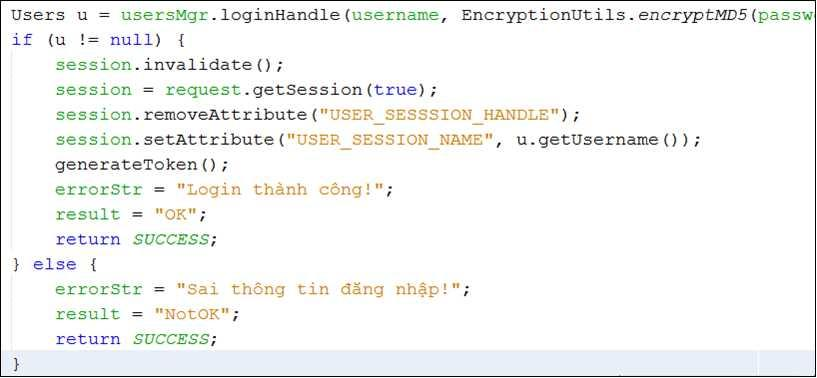 Users u = usersMgr.loginHandle(username, EncryptionUtils.encryptMD5(passw
if (u != null) {
session.invalidate();
session = request.getSession(true);
session.removeAttribute("USER_SESSSION_HANDLE");
session.setAttribute("USER_SESSION_NAME", u.getUsername());
generateToken();
errorStr = "Login thành công!";
result = "OK";
return SUCCESS;
} else {
errorStr = "Sai thông tin đăng nhập!";
result = "NotOK";
return SUCCESS;
}